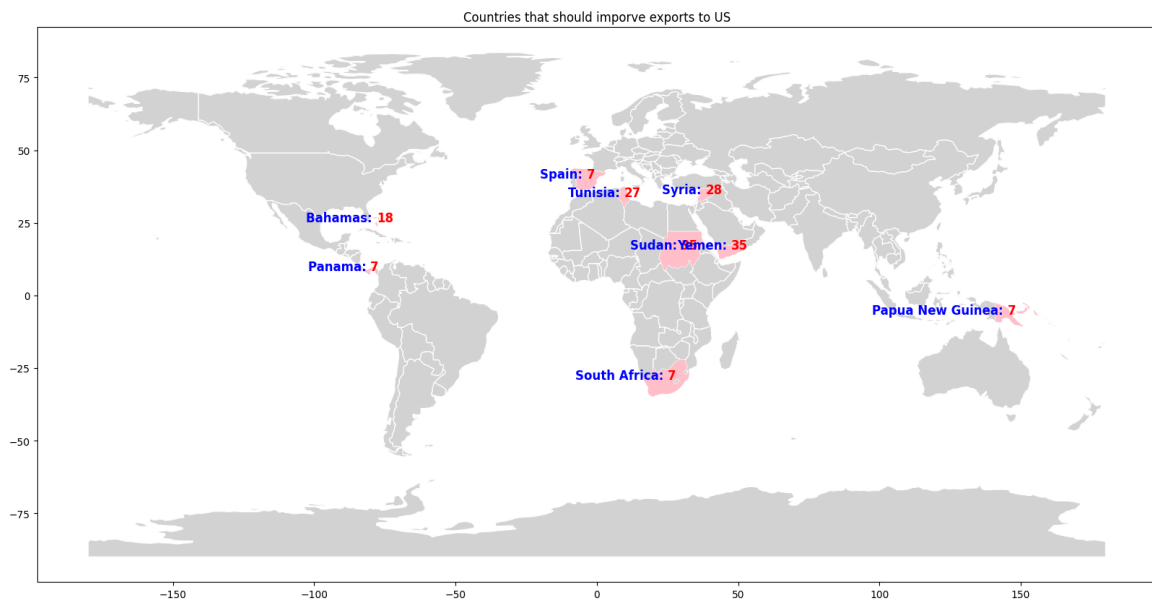 Countries that should imporve exports to US
75
50
Spain: 7
Tunisia: 27
Syria: 28
25
Bahamas: 18
Sudan:
Yemen: 35
Panama: 7
0
Papua New Guinea: 7
−25
South Africa: 7
−50
−75
−150
−100
−50
0
50
100
150